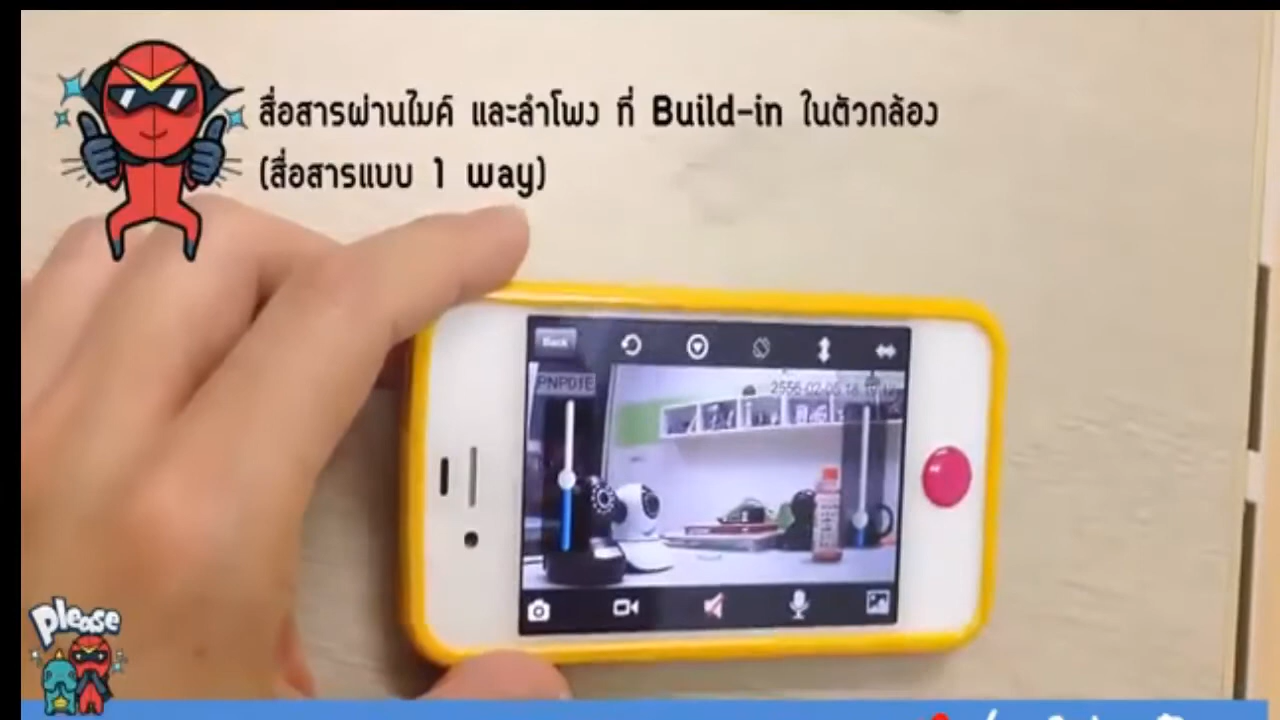 สื่อสารผ่านไมค์ และลำโพง ที่ Build-in ในตัวกล้อง
(สื่อสารแบบ 1 way)
Back
PNP01E
please